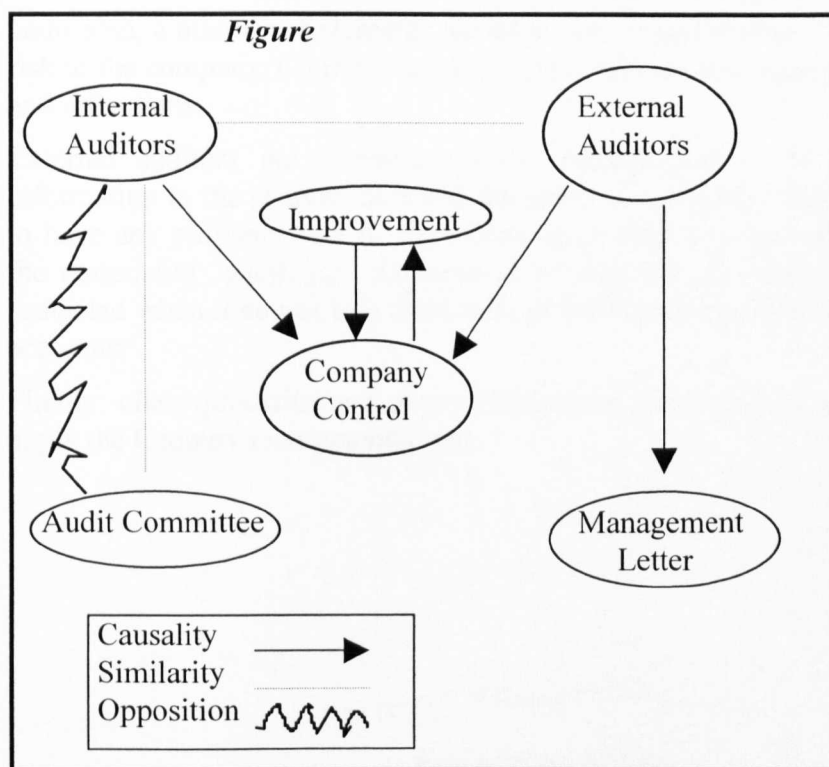 Figure
Internal
Auditors
External
Auditors
Improvement
Company
Control
Audit Committee
Management
Letter
Causality
Similarity
Opposition